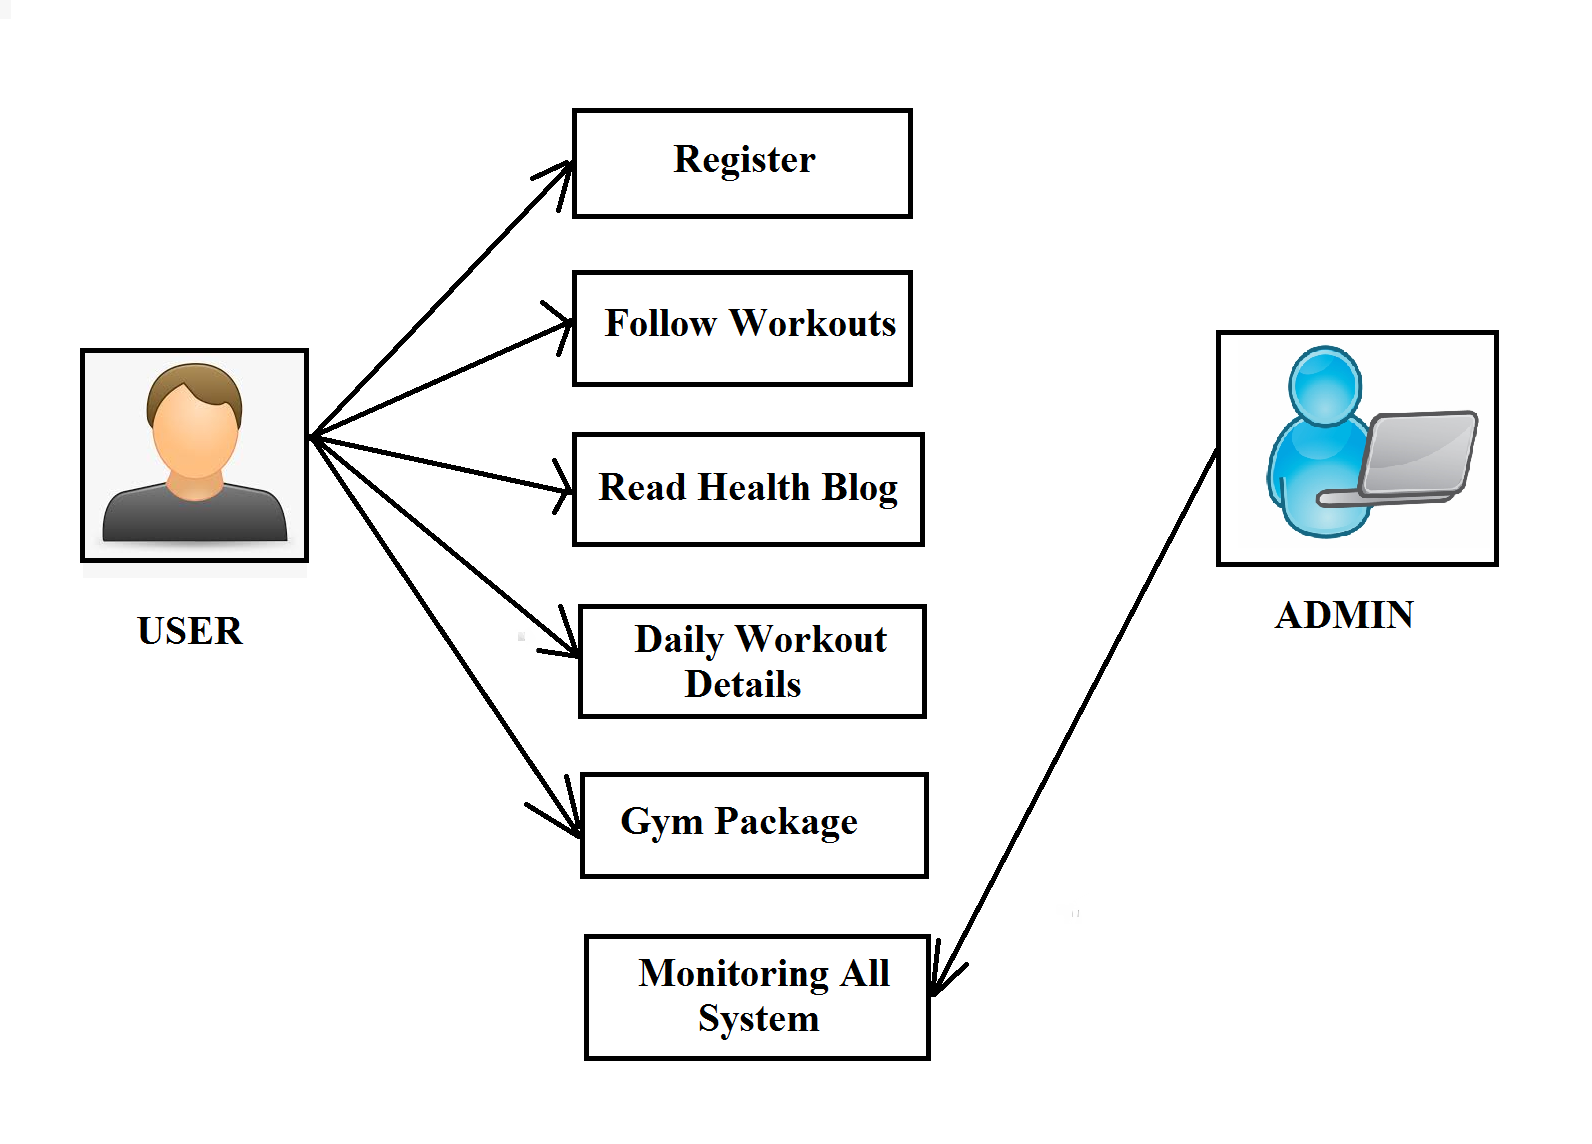 Register
Follow Workouts
Read Health Blog
USER
ADMIN
Daily Workout
Details
Gym Package
Monitoring All
System